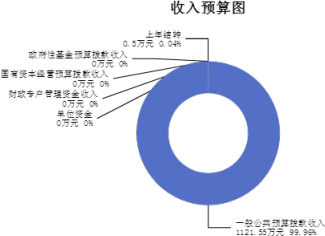 收入预算图
上年结转
0.5万元 0.04%
政府性基金预算拨款收入
0万元 0%
国有资本经营预算拨款收入
0万元 0%
财政专户管理资金收入
0万元 0%
单位资金
0万元 0%
一般公共预算拨款收入
1121.55万元 99.96%